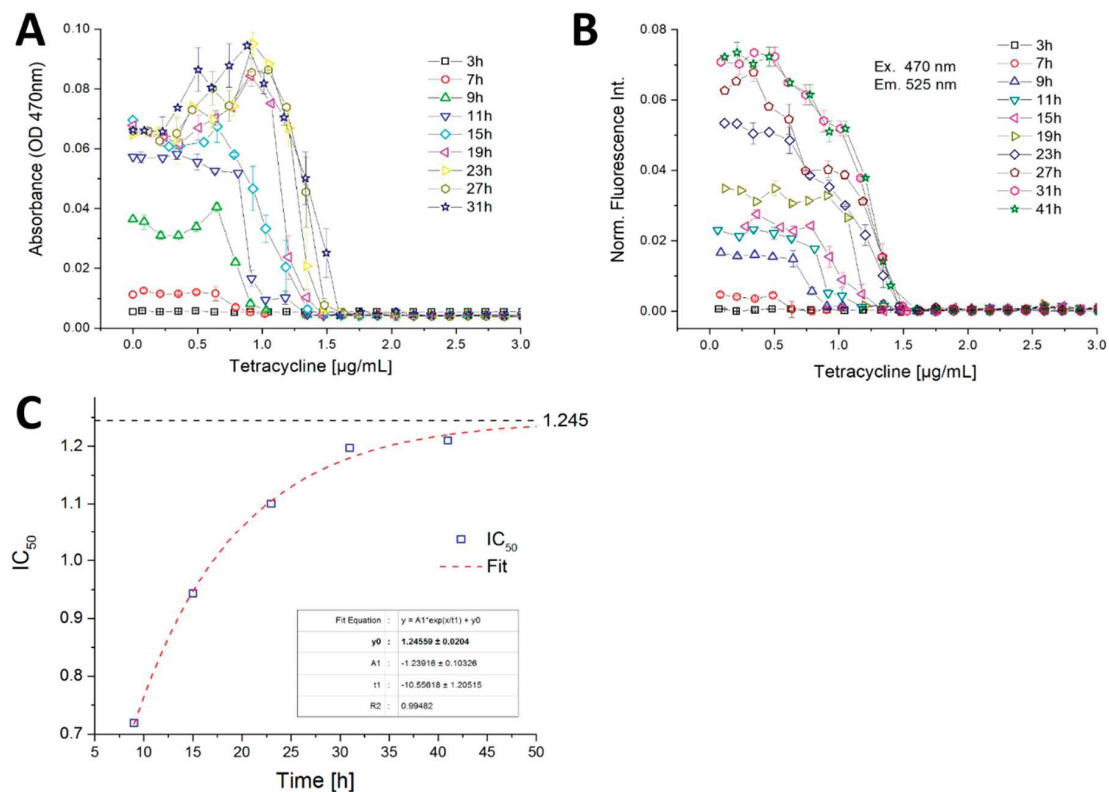 A
0.10
0.08
0.06
0.04
0.02
0.00
Absorbance (OD 470nm)
0.0 0.5 1.0 1.5 2.0 2.5 3.0
Tetracycline [µg/mL]
3h
7h
9h
11h
15h
19h
23h
27h
31h
B
0.08
0.06
0.04
0.02
0.00
Norm. Fluorescence Int.
Ex. 470 nm
Em. 525 nm
0.0 0.5 1.0 1.5 2.0 2.5 3.0
Tetracycline [µg/mL]
3h
7h
9h
11h
15h
19h
23h
27h
31h
41h
C
1.245
1.2
1.1
1.0
0.9
0.8
0.7
IC50
IC50
Fit
Fit Equation : y = A1*exp(x/t1) + y0
y0 : 1.24559 ± 0.0204
A1 : -1.23916 ± 0.10326
t1 : -10.55618 ± 1.20515
R2 : 0.99482
5 10 15 20 25 30 35 40 45 50
Time [h]